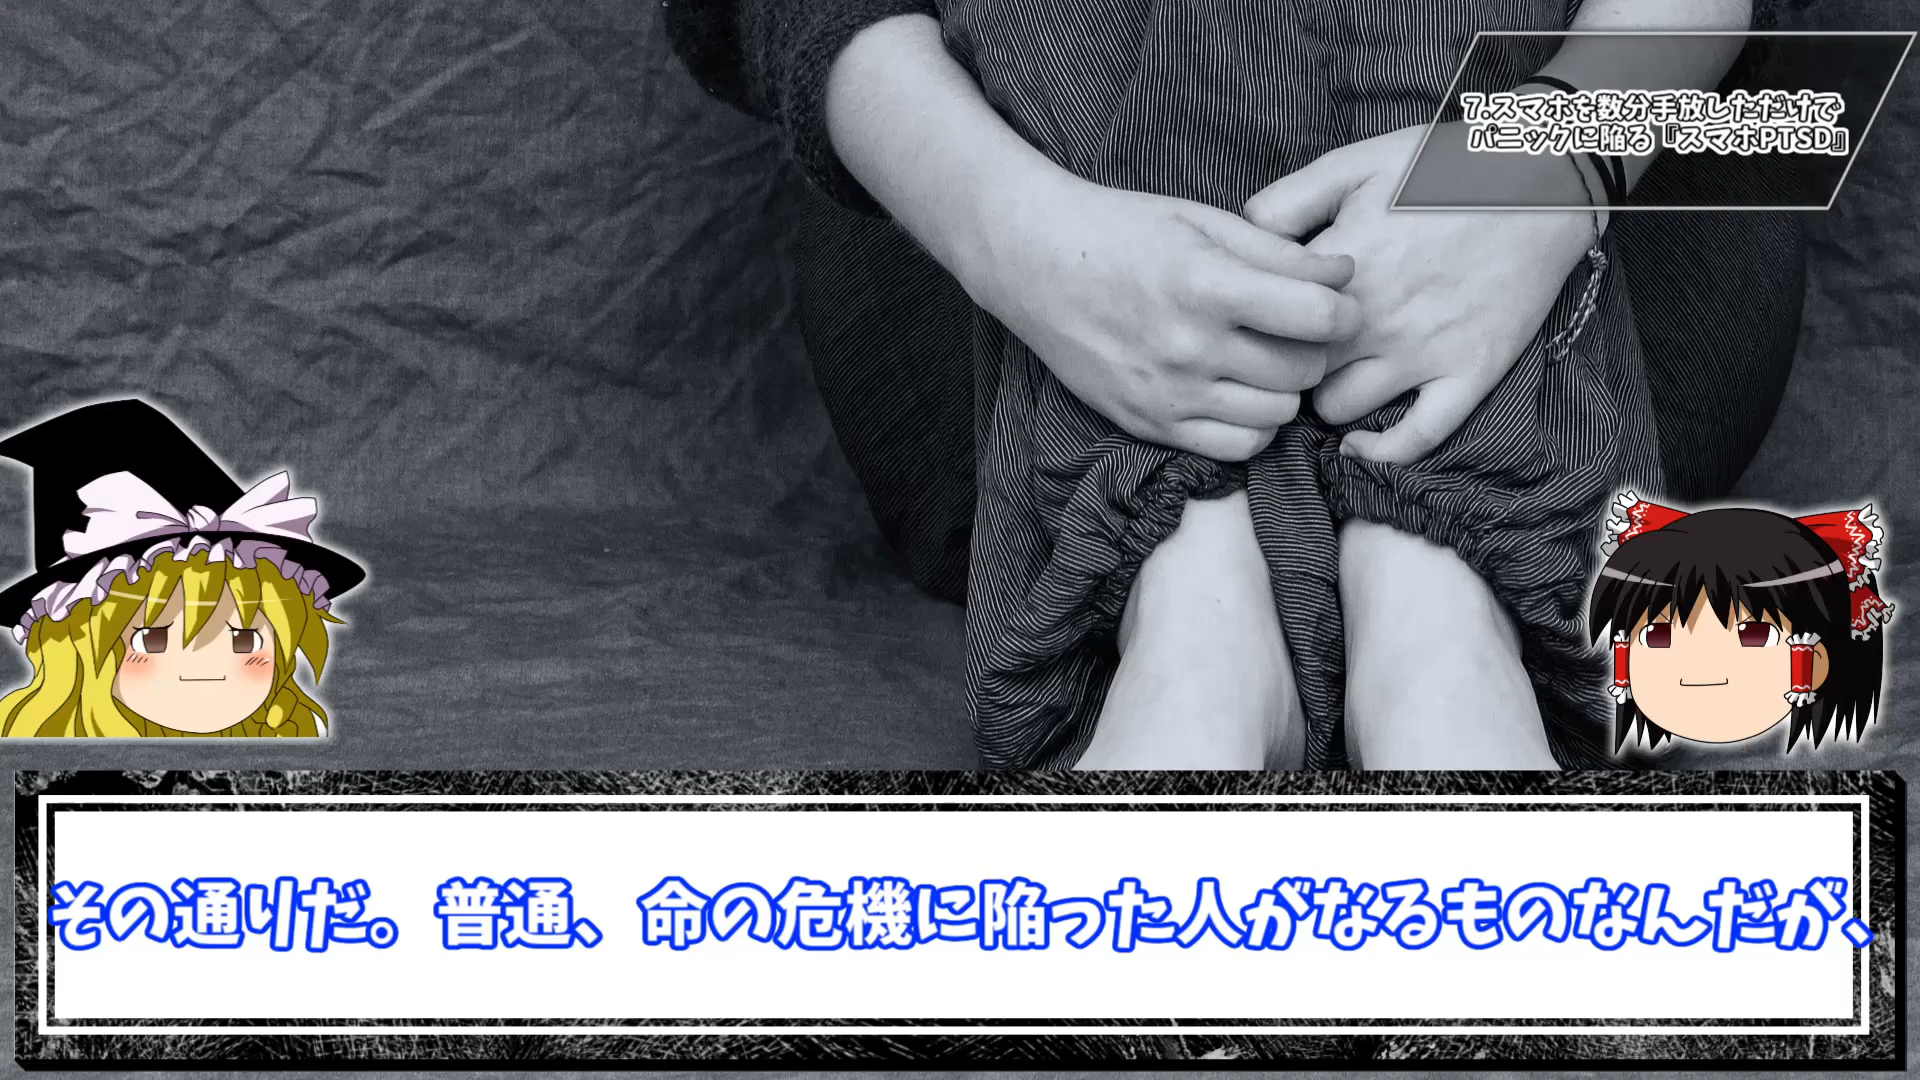 7.スマホを数分手放しただけで
パニックに陥る『スマホPTSD』
その通りだ。普通、命の危機に陥った人がなるものなんだが、